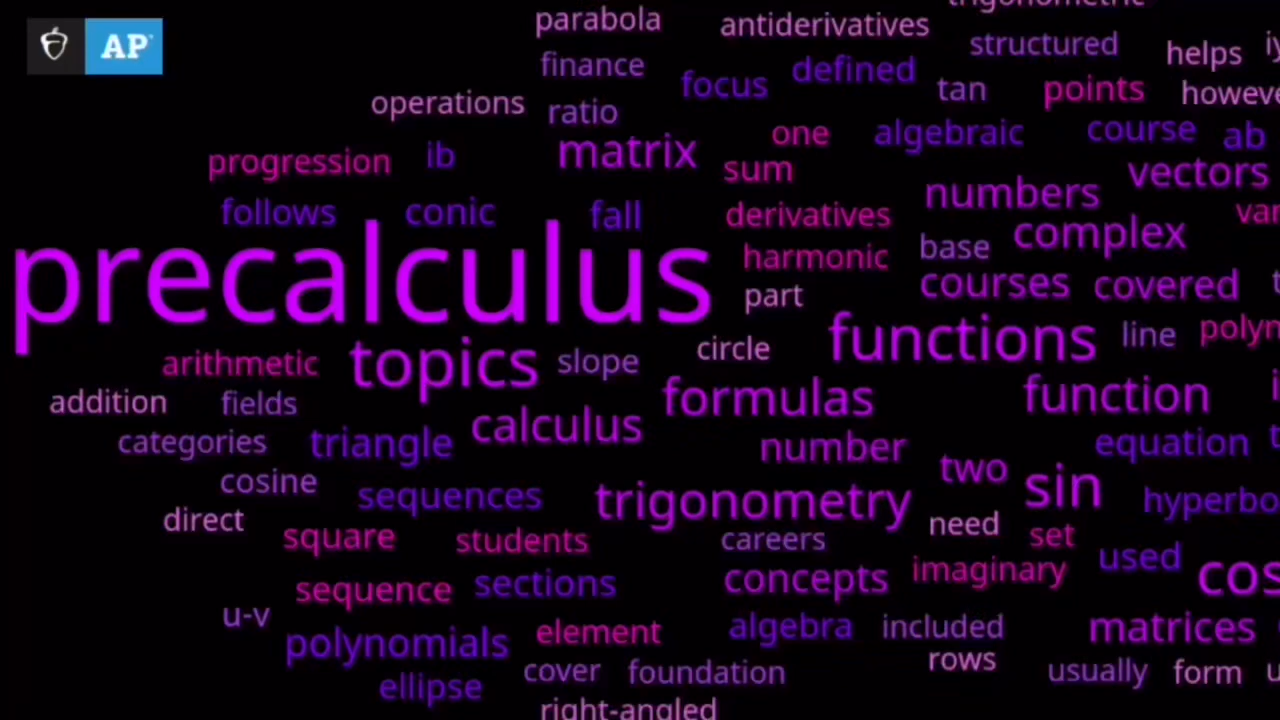 AP
parabola antiderivatives trigonometric
finance focus defined structured helps
operations ratio tan points
progression ib matrix one algebraic course ab
sum numbers vectors
follows conic fall derivatives
precalculus harmonic base complex
part courses covered
arithmetic topics slope circle functions line
addition fields formulas function
categories triangle calculus number equation
cosine sequences trigonometry two sin
direct square students careers need set
sequence sections concepts imaginary used
u-v polynomials element algebra included matrices
ellipse cover foundation rows usually form
right-angled